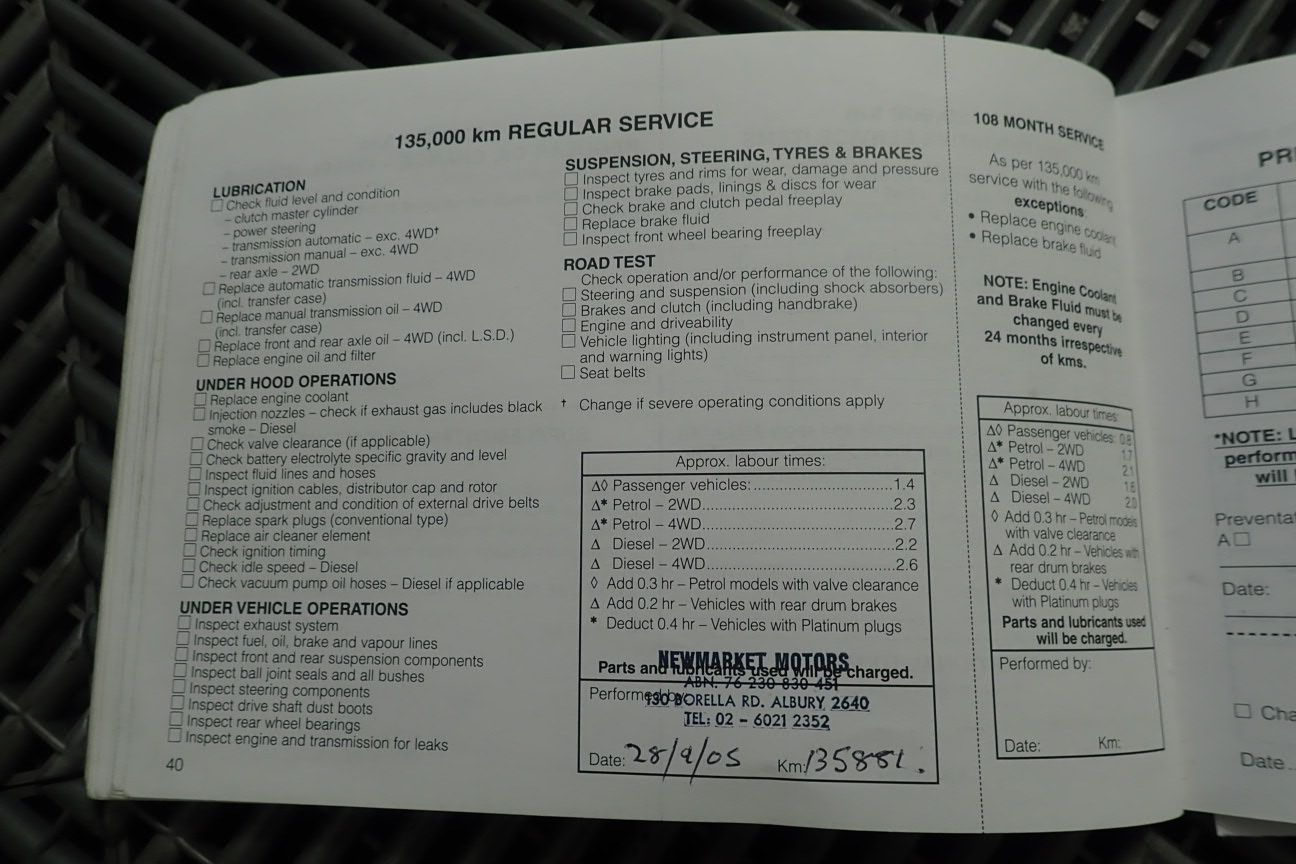 135,000 km REGULAR SERVICE
LUBRICATION
Check fluid level and condition
– clutch master cylinder
– power steering
– transmission automatic – exc. 4WD†
– transmission manual – exc. 4WD
– rear axle – 2WD
Replace automatic transmission fluid – 4WD
(incl. transfer case)
Replace manual transmission oil – 4WD
(incl. transfer case)
Replace front and rear axle oil – 4WD (incl. L.S.D.)
Replace engine oil and filter
UNDER HOOD OPERATIONS
Replace engine coolant
Injection nozzles – check if exhaust gas includes black
smoke – Diesel
Check valve clearance (if applicable)
Check battery electrolyte specific gravity and level
Inspect fluid lines and hoses
Inspect ignition cables, distributor cap and rotor
Check adjustment and condition of external drive belts
Replace spark plugs (conventional type)
Replace air cleaner element
Check ignition timing
Check idle speed – Diesel
Check vacuum pump oil hoses – Diesel if applicable
UNDER VEHICLE OPERATIONS
Inspect exhaust system
Inspect fuel, oil, brake and vapour lines
Inspect front and rear suspension components
Inspect ball joint seals and all bushes
Inspect steering components
Inspect drive shaft dust boots
Inspect rear wheel bearings
Inspect engine and transmission for leaks
40
SUSPENSION, STEERING, TYRES & BRAKES
Inspect tyres and rims for wear, damage and pressure
Inspect brake pads, linings & discs for wear
Check brake and clutch pedal freeplay
Replace brake fluid
Inspect front wheel bearing freeplay
ROAD TEST
Check operation and/or performance of the following:
Steering and suspension (including shock absorbers)
Brakes and clutch (including handbrake)
Engine and driveability
Vehicle lighting (including instrument panel, interior
and warning lights)
Seat belts
† Change if severe operating conditions apply
Approx. labour times:
Δ◊ Passenger vehicles:..............................1.4
Δ* Petrol – 2WD..........................................2.3
Δ* Petrol – 4WD..........................................2.7
Δ Diesel – 2WD..........................................2.2
Δ Diesel – 4WD..........................................2.6
◊ Add 0.3 hr – Petrol models with valve clearance
Δ Add 0.2 hr – Vehicles with rear drum brakes
* Deduct 0.4 hr – Vehicles with Platinum plugs
NEWMARKET MOTORS
Parts and lubricants used will be charged.
ABN. 76 230 830 451
Performed by:
930 BORELLA RD. ALBURY 2640
TEL: 02 – 6021 2352
Date: 28/9/05 Km: 135881.
108 MONTH SERVICE
As per 135,000 km
service with the following
exceptions:
• Replace engine coolant
• Replace brake fluid
NOTE: Engine Coolant
and Brake Fluid must be
changed every
24 months irrespective
of kms.
Approx. labour times:
Δ◊ Passenger vehicles: 0.8
Δ* Petrol – 2WD 1.7
Δ* Petrol – 4WD 2.1
Δ Diesel – 2WD 1.6
Δ Diesel – 4WD 2.0
◊ Add 0.3 hr – Petrol models
with valve clearance
Δ Add 0.2 hr – Vehicles with
rear drum brakes
* Deduct 0.4 hr – Vehicles
with Platinum plugs
Parts and lubricants used
will be charged.
Performed by:
Date: Km:
PR
CODE
A
B
C
D
E
F
G
H
*NOTE: L
perform
will
Preventat
A
Date:
Cha
Date..